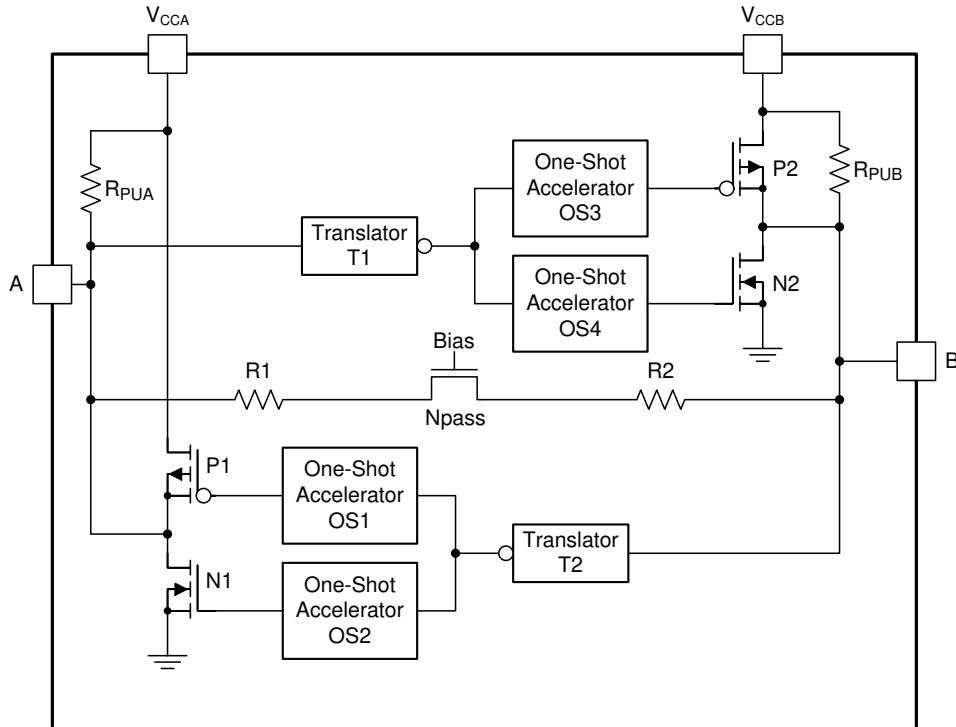 VCCA
VCCB
RPUA
One-Shot
Accelerator
OS3
P2
RPUB
Translator
T1
A
One-Shot
Accelerator
OS4
N2
Bias
B
R1
R2
Npass
P1
One-Shot
Accelerator
OS1
Translator
T2
N1
One-Shot
Accelerator
OS2